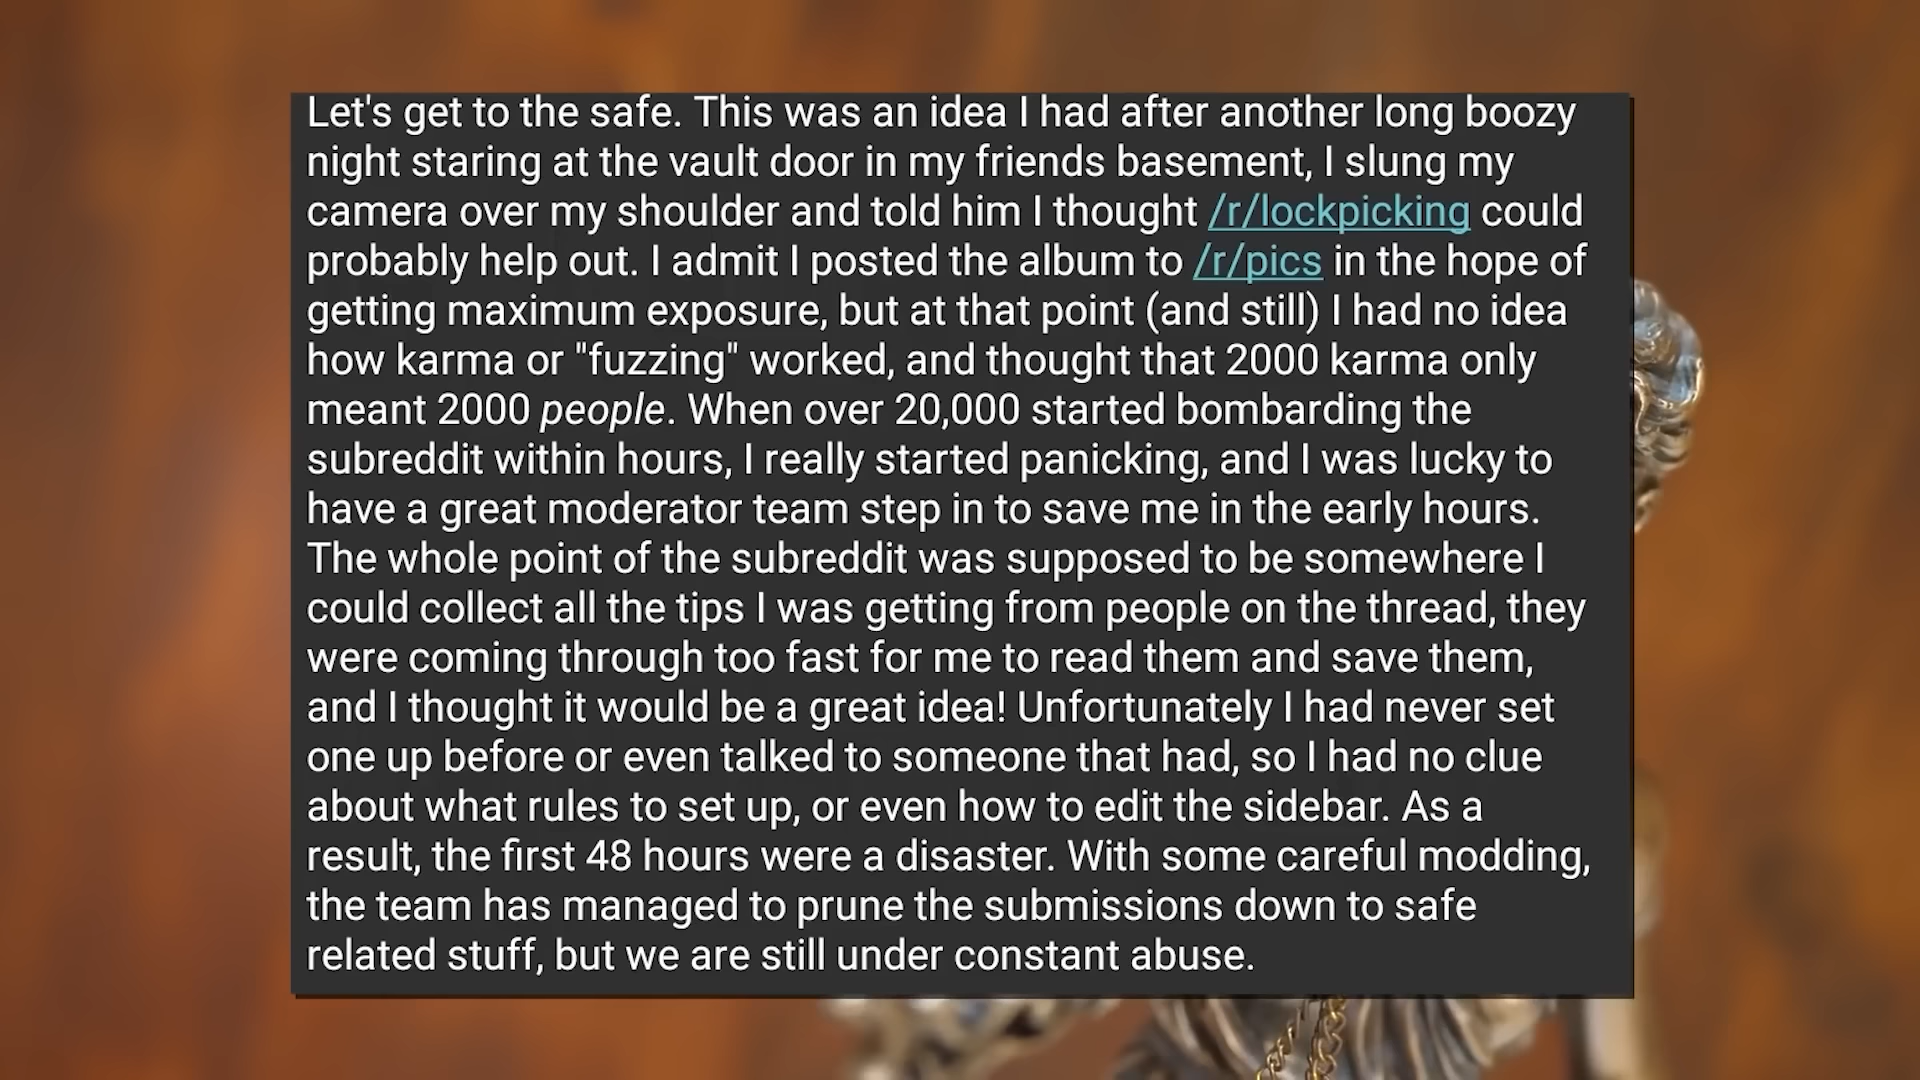 Let's get to the safe. This was an idea I had after another long boozy
night staring at the vault door in my friends basement, I slung my
camera over my shoulder and told him I thought /r/lockpicking could
probably help out. I admit I posted the album to /r/pics in the hope of
getting maximum exposure, but at that point (and still) I had no idea
how karma or "fuzzing" worked, and thought that 2000 karma only
meant 2000 people. When over 20,000 started bombarding the
subreddit within hours, I really started panicking, and I was lucky to
have a great moderator team step in to save me in the early hours.
The whole point of the subreddit was supposed to be somewhere I
could collect all the tips I was getting from people on the thread, they
were coming through too fast for me to read them and save them,
and I thought it would be a great idea! Unfortunately I had never set
one up before or even talked to someone that had, so I had no clue
about what rules to set up, or even how to edit the sidebar. As a
result, the first 48 hours were a disaster. With some careful modding,
the team has managed to prune the submissions down to safe
related stuff, but we are still under constant abuse.